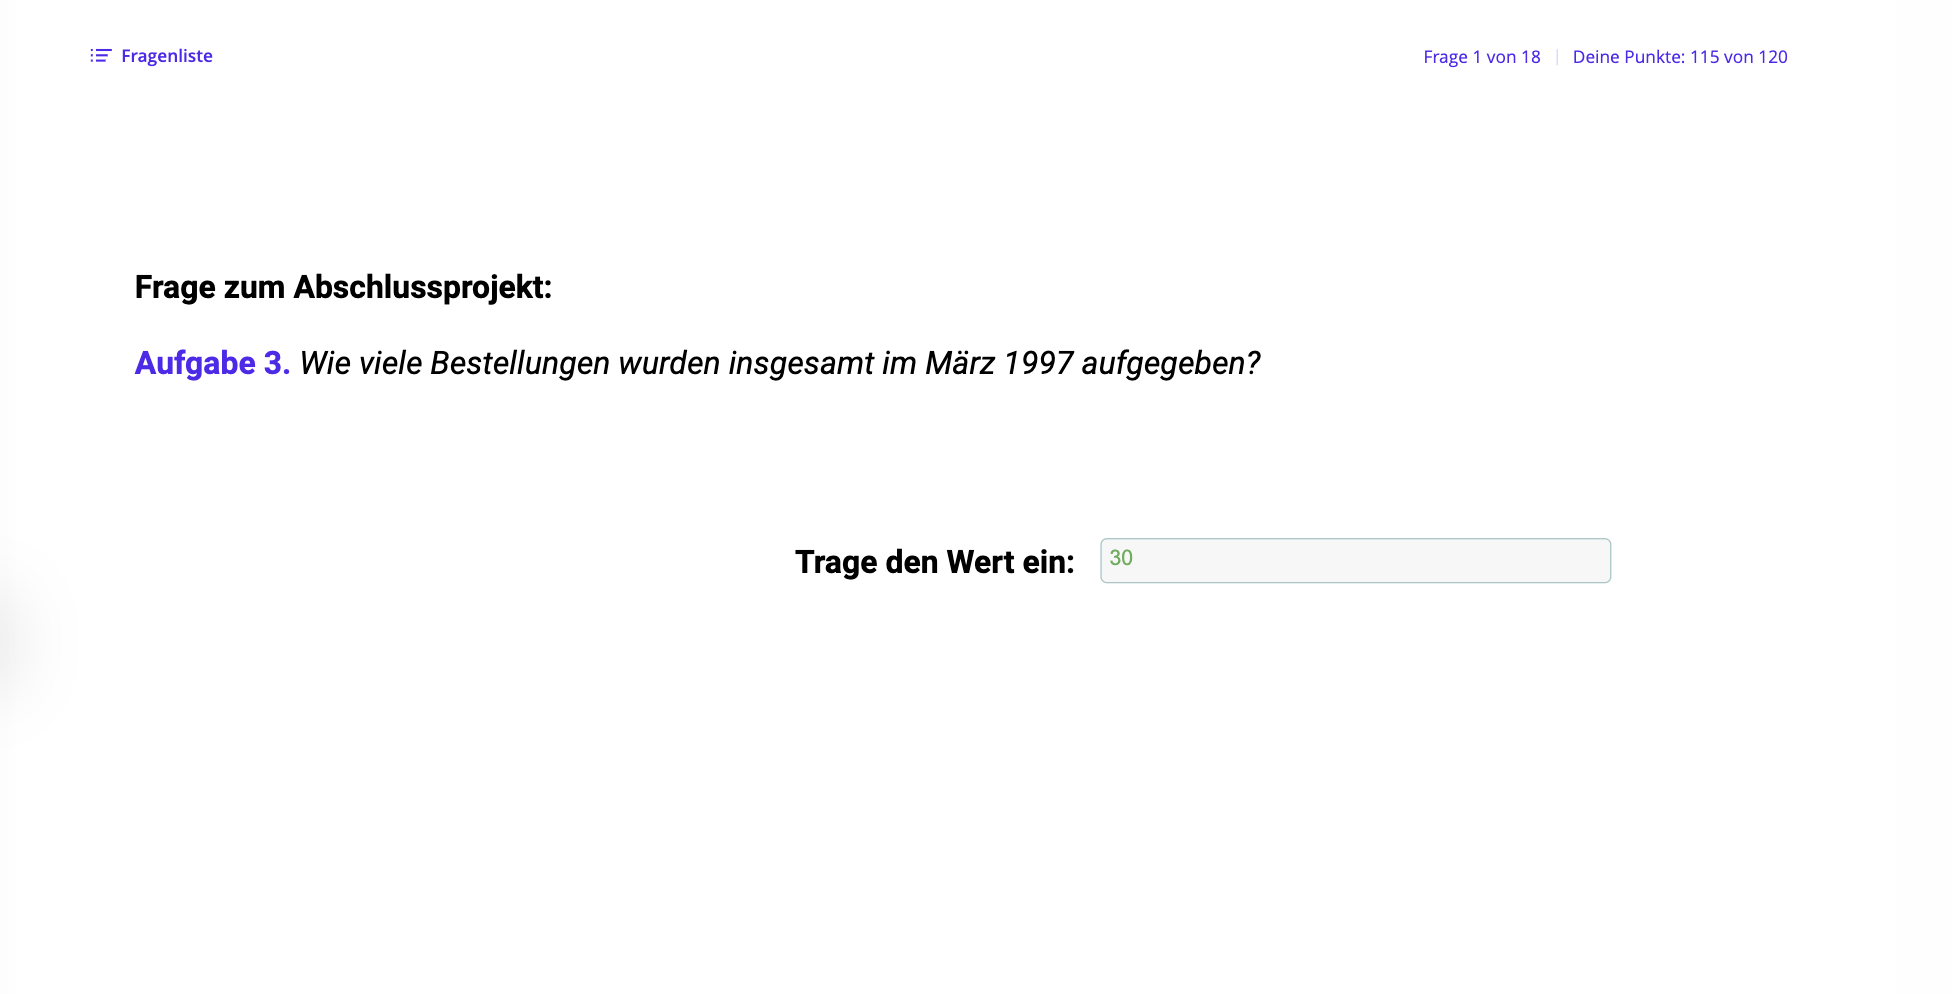 Fragenliste
Frage 1 von 18 | Deine Punkte: 115 von 120
Frage zum Abschlussprojekt:
Aufgabe 3. Wie viele Bestellungen wurden insgesamt im März 1997 aufgegeben?
Trage den Wert ein: 30